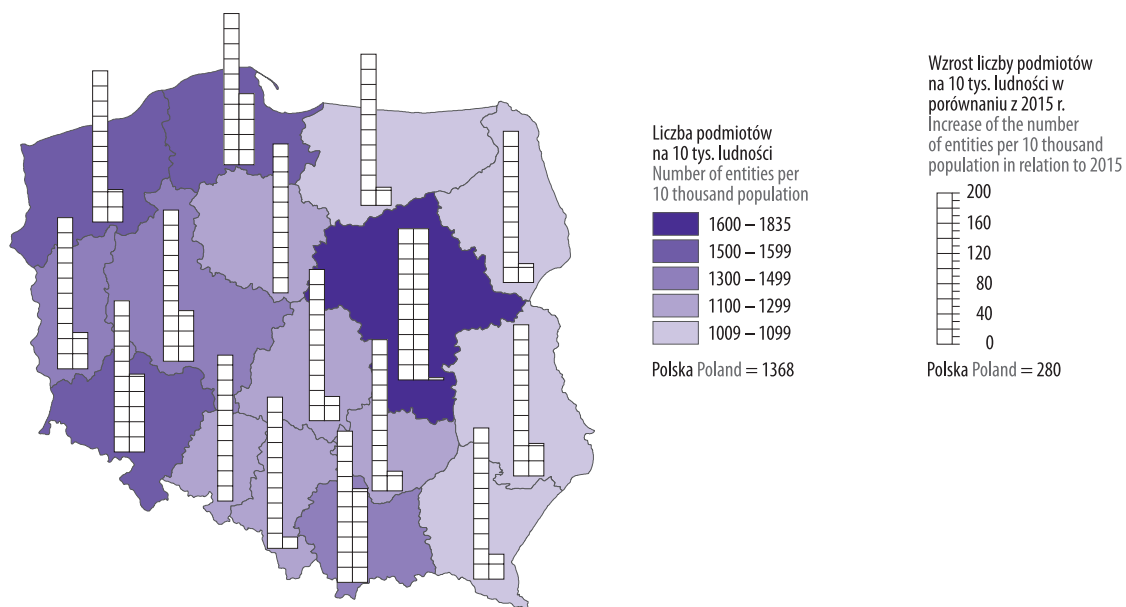 Liczba podmiotów
na 10 tys. ludności
Number of entities per
10 thousand population
1600 – 1835
1500 – 1599
1300 – 1499
1100 – 1299
1009 – 1099
Polska Poland = 1368
Wzrost liczby podmiotów
na 10 tys. ludności w
porównaniu z 2015 r.
Increase of the number
of entities per 10 thousand
population in relation to 2015
200
160
120
80
40
0
Polska Poland = 280